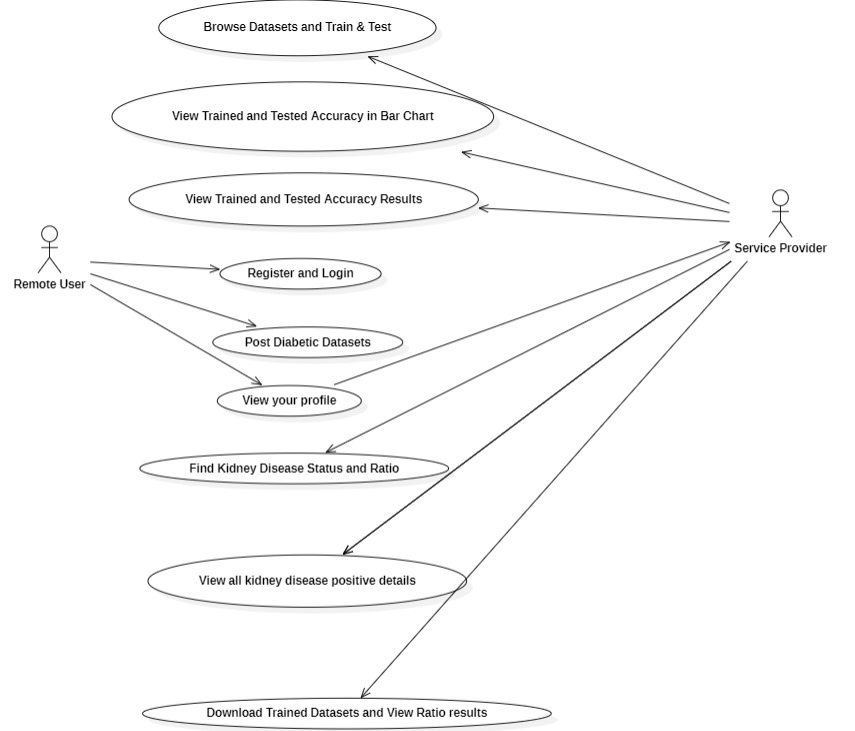 Browse Datasets and Train & Test
View Trained and Tested Accuracy in Bar Chart
View Trained and Tested Accuracy Results
Service Provider
Register and Login
Remote User
Post Diabetic Datasets
View your profile
Find Kidney Disease Status and Ratio
View all kidney disease positive details
Download Trained Datasets and View Ratio results